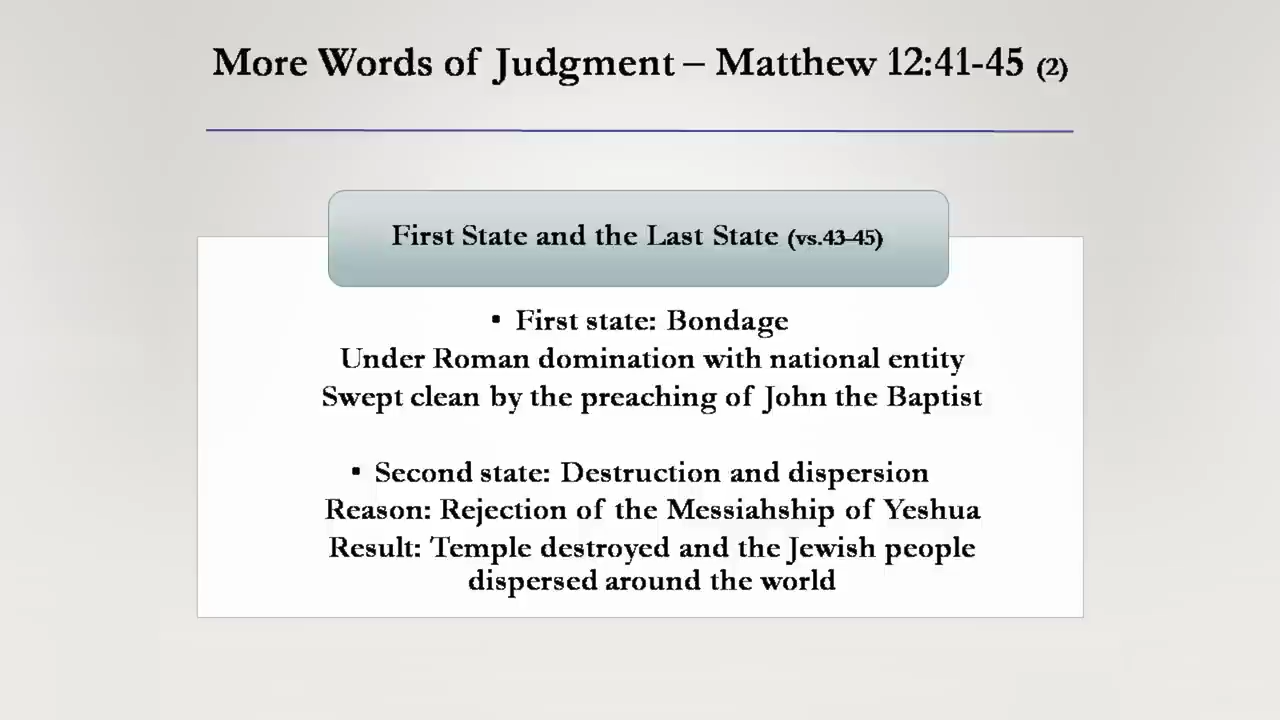 More Words of Judgment – Matthew 12:41-45 (2)
First State and the Last State (vs.43-45)
▪ First state: Bondage
Under Roman domination with national entity
Swept clean by the preaching of John the Baptist
▪ Second state: Destruction and dispersion
Reason: Rejection of the Messiahship of Yeshua
Result: Temple destroyed and the Jewish people
dispersed around the world